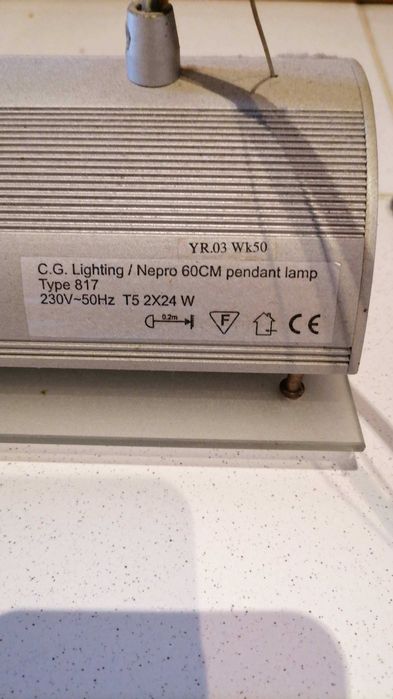 YR.03 Wk50
C.G. Lighting / Nepro 60CM pendant lamp
Type 817
230V~50Hz T5 2X24 W
0.2m F CE